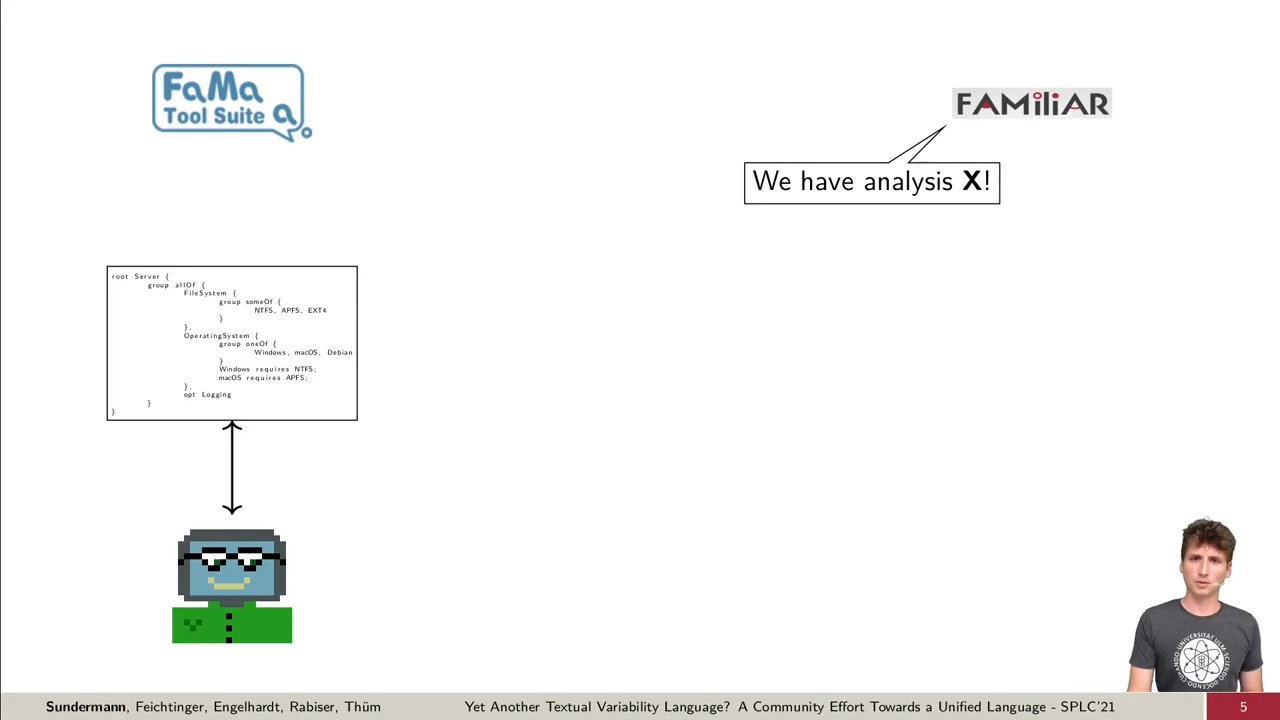 FaMa
Tool Suite
FAMiliAR
We have analysis X!
root Server {
group allOf {
FileSystem {
group someOf {
NTFS, APFS, EXT4
}
},
OperatingSystem {
group oneOf {
Windows, macOS, Debian
}
Windows requires NTFS;
macOS requires APFS;
},
opt Logging
}
}
Sundermann, Feichtinger, Engelhardt, Rabiser, Thüm
Yet Another Textual Variability Language? A Community Effort Towards a Unified Language - SPLC'21
5